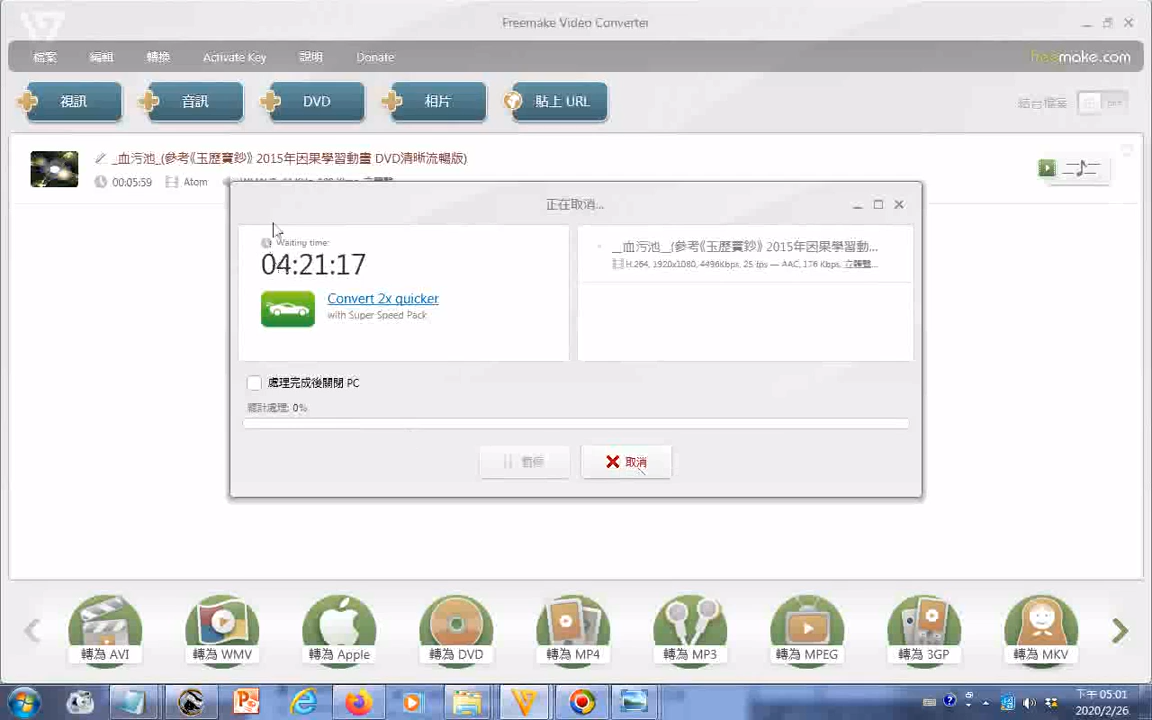 Freemake Video Converter
檔案 編輯 轉換 Activate Key 說明 Donate freemake.com
視訊 音訊 DVD 相片 貼上 URL 結合檔案
_血污池_(參考《玉歷寶鈔》 2015年因果學習動畫 DVD清晰流暢版)
00:05:59 Atom
正在取消...
Waiting time:
04:21:17
Convert 2x quicker
with Super Speed Pack
__血污池__(參考《玉歷寶鈔》 2015年因果學習動...
H.264, 1920x1080, 4496Kbps, 25 fps — AAC, 176 Kbps, 立體聲...
處理完成後關閉 PC
總計處理: 0%
暫停 取消
轉為 AVI 轉為 WMV 轉為 Apple 轉為 DVD 轉為 MP4 轉為 MP3 轉為 MPEG 轉為 3GP 轉為 MKV
下午 05:01
2020/2/26